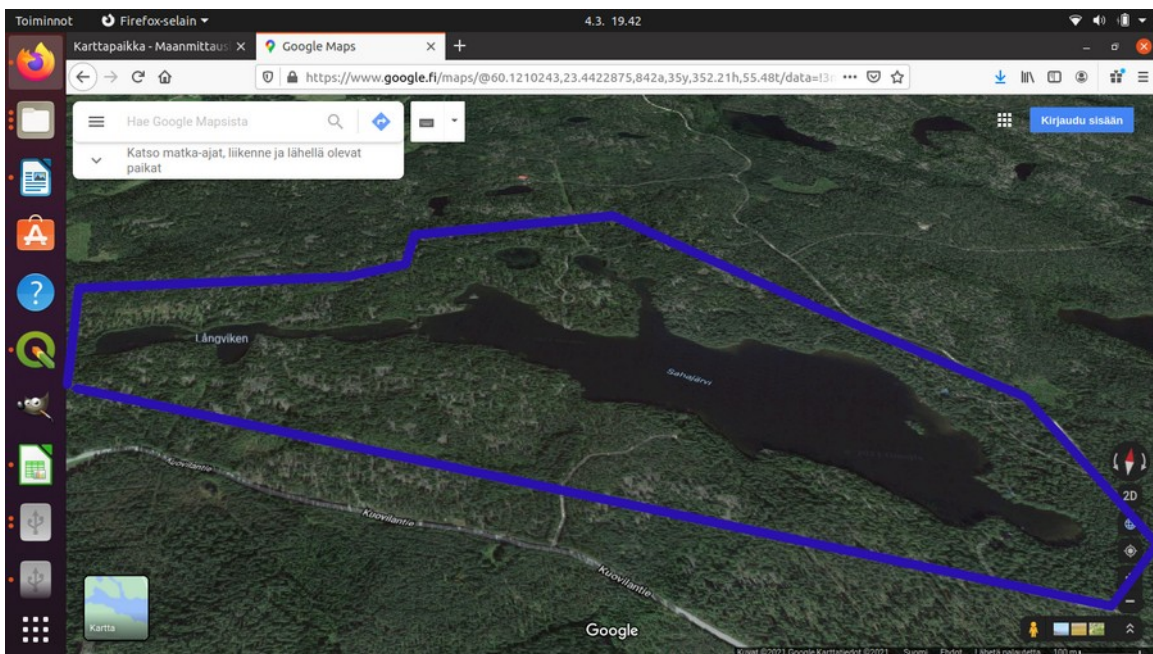 Toiminnot
Firefox-selain
4.3. 19.42
Karttapaikka - Maanmittaus
Google Maps
https://www.google.fi/maps/@60.1210243,23.4422875,842a,35y,352.21h,55.48t/data=!3
Hae Google Mapsista
Kirjaudu sisään
Katso matka-ajat, liikenne ja lähellä olevat
paikat
Långviken
Sahajärvi
Kuovilantie
Kuovilantie
Kuovilantie
2D
Kartta
Google
Kuvat ©2021 Google Karttatiedot ©2021 Suomi Ehdot Lähetä palautetta 100 m